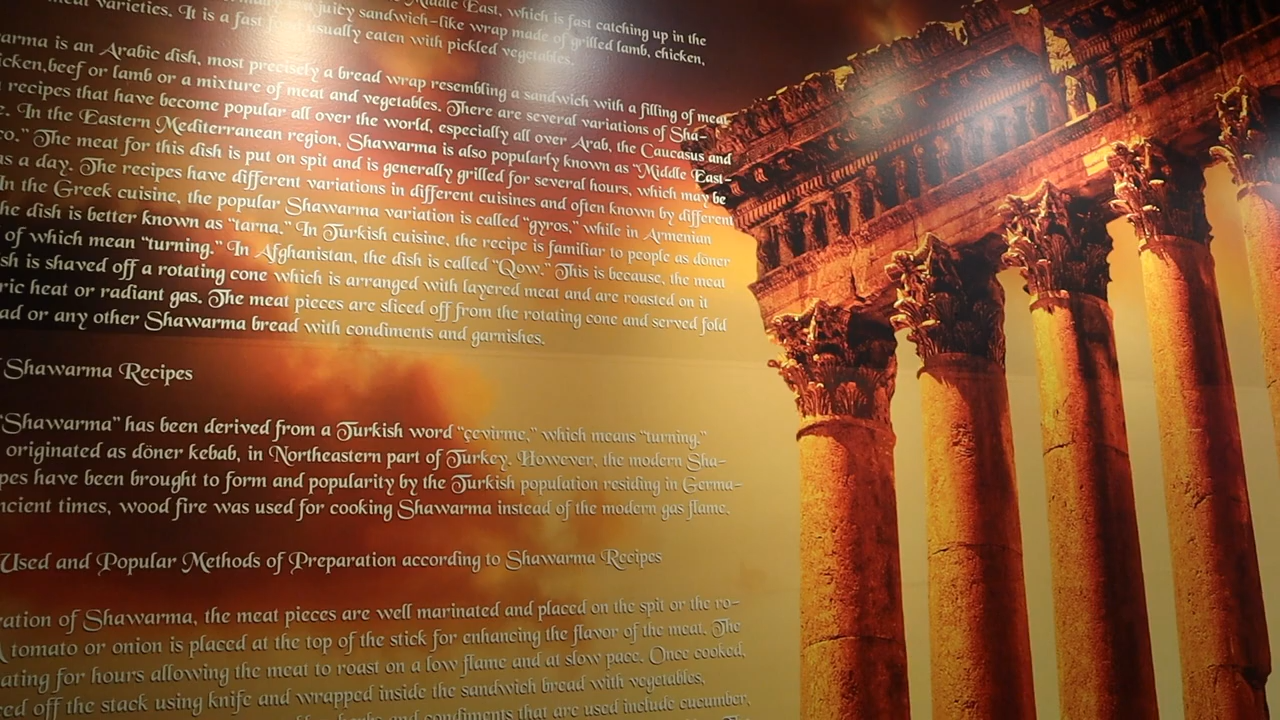 Middle East, which is fast catching up in the
meat varieties. It is a fast juicy sandwich-like wrap made of grilled lamb, chicken,
usually eaten with pickled vegetables.
arma is an Arabic dish, most precisely a bread wrap resembling a sandwich with a filling of meat
icken,beef or lamb or a mixture of meat and vegetables. There are several variations of Sha-
recipes that have become popular all over the world, especially all over Arab, the Caucasus and
e. In the Eastern Mediterranean region, Shawarma is also popularly known as "Middle East-
co." The meat for this dish is put on spit and is generally grilled for several hours, which may be
as a day. The recipes have different variations in different cuisines and often known by different
In the Greek cuisine, the popular Shawarma variation is called "gyros," while in Armenian
he dish is better known as "tarna." In Turkish cuisine, the recipe is familiar to people as döner
of which mean "turning." In Afghanistan, the dish is called "Qow." This is because, the meat
sh is shaved off a rotating cone which is arranged with layered meat and are roasted on it
ric heat or radiant gas. The meat pieces are sliced off from the rotating cone and served fold
ad or any other Shawarma bread with condiments and garnishes.
Shawarma Recipes
"Shawarma" has been derived from a Turkish word "çevirme," which means "turning."
originated as döner kebab, in Northeastern part of Turkey. However, the modern Sha-
pes have been brought to form and popularity by the Turkish population residing in Germa-
ncient times, wood fire was used for cooking Shawarma instead of the modern gas flame.
Used and Popular Methods of Preparation according to Shawarma Recipes
ration of Shawarma, the meat pieces are well marinated and placed on the spit or the ro-
A tomato or onion is placed at the top of the stick for enhancing the flavor of the meat. The
ating for hours allowing the meat to roast on a low flame and at slow pace. Once cooked,
red off the stack using knife and wrapped inside the sandwich bread with vegetables,
herbs and condiments that are used include cucumber,
The